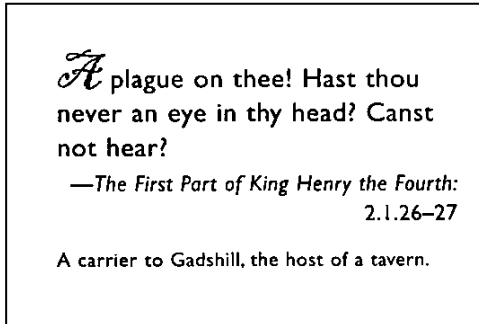 A plague on thee! Hast thou
never an eye in thy head? Canst
not hear?
—The First Part of King Henry the Fourth:
2.1.26–27
A carrier to Gadshill, the host of a tavern.